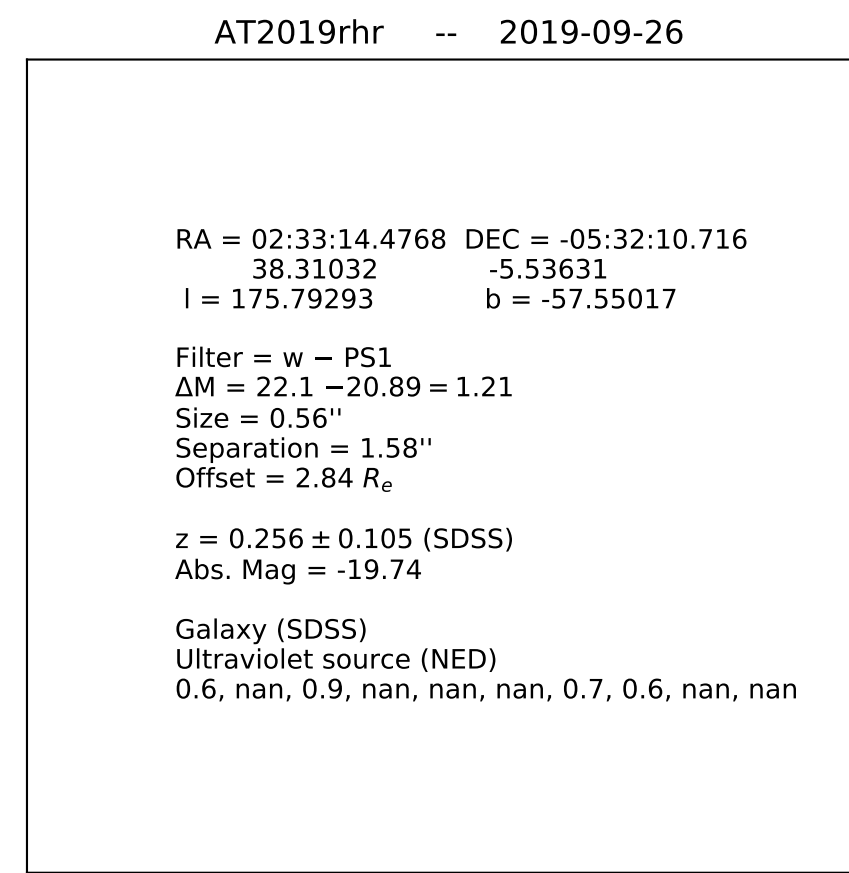 AT2019rhr -- 2019-09-26
RA = 02:33:14.4768 DEC = -05:32:10.716
38.31032 -5.53631
l = 175.79293 b = -57.55017
Filter = w − PS1
ΔM = 22.1 −20.89 = 1.21
Size = 0.56''
Separation = 1.58''
Offset = 2.84 Rₑ
z = 0.256 ± 0.105 (SDSS)
Abs. Mag = -19.74
Galaxy (SDSS)
Ultraviolet source (NED)
0.6, nan, 0.9, nan, nan, nan, 0.7, 0.6, nan, nan